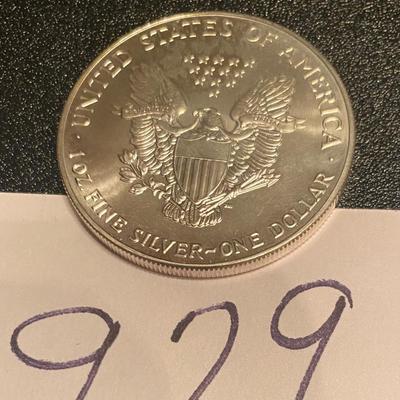 UNITED STATES OF AMERICA
1 OZ. FINE SILVER~ONE DOLLAR
929